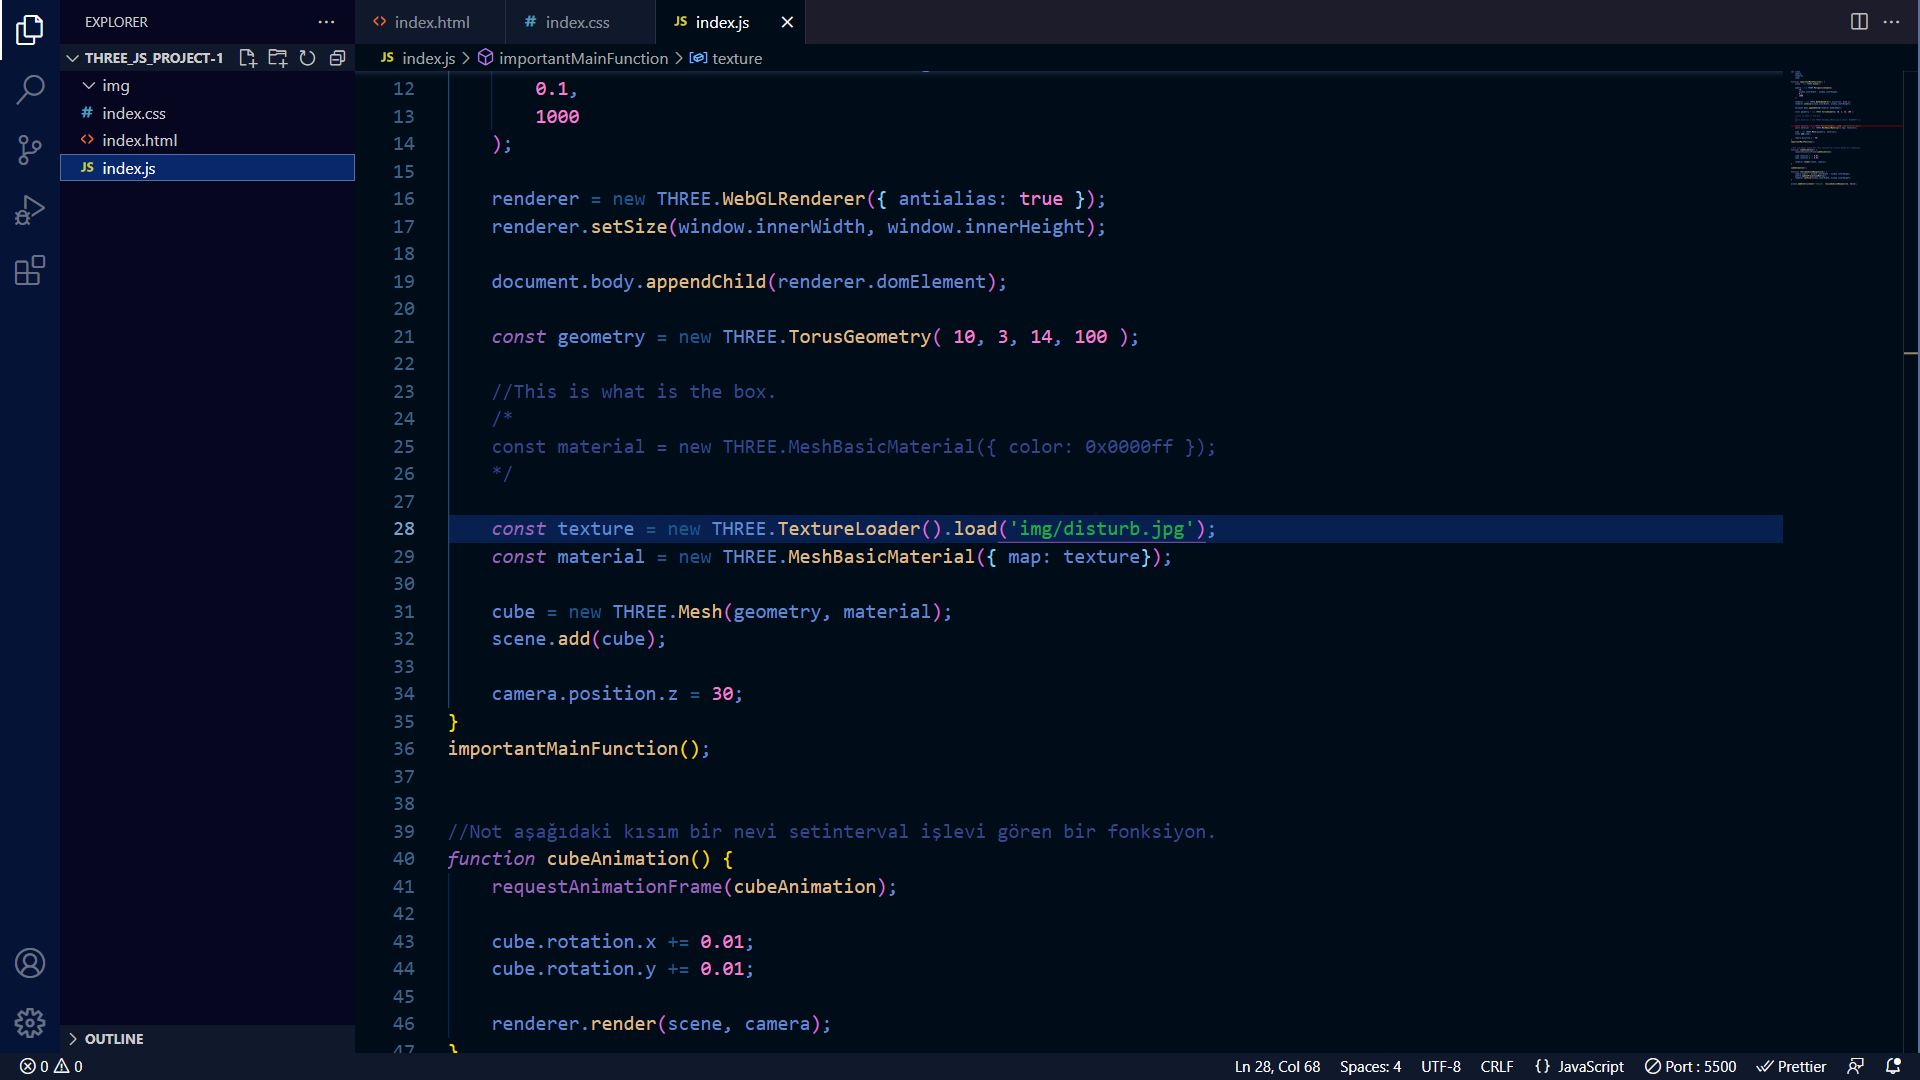 EXPLORER
THREE_JS_PROJECT-1
img
# index.css
<> index.html
JS index.js
OUTLINE
<> index.html
# index.css
JS index.js
JS index.js > importantMainFunction > texture
12 0.1,
13 1000
14 );
15
16 renderer = new THREE.WebGLRenderer({ antialias: true });
17 renderer.setSize(window.innerWidth, window.innerHeight);
18
19 document.body.appendChild(renderer.domElement);
20
21 const geometry = new THREE.TorusGeometry( 10, 3, 14, 100 );
22
23 //This is what is the box.
24 /*
25 const material = new THREE.MeshBasicMaterial({ color: 0x0000ff });
26 */
27
28 const texture = new THREE.TextureLoader().load('img/disturb.jpg');
29 const material = new THREE.MeshBasicMaterial({ map: texture});
30
31 cube = new THREE.Mesh(geometry, material);
32 scene.add(cube);
33
34 camera.position.z = 30;
35 }
36 importantMainFunction();
37
38
39 //Not aşağıdaki kısım bir nevi setinterval işlevi gören bir fonksiyon.
40 function cubeAnimation() {
41 requestAnimationFrame(cubeAnimation);
42
43 cube.rotation.x += 0.01;
44 cube.rotation.y += 0.01;
45
46 renderer.render(scene, camera);
47 }
0 0
Ln 28, Col 68
Spaces: 4
UTF-8
CRLF
{} JavaScript
Port : 5500
Prettier